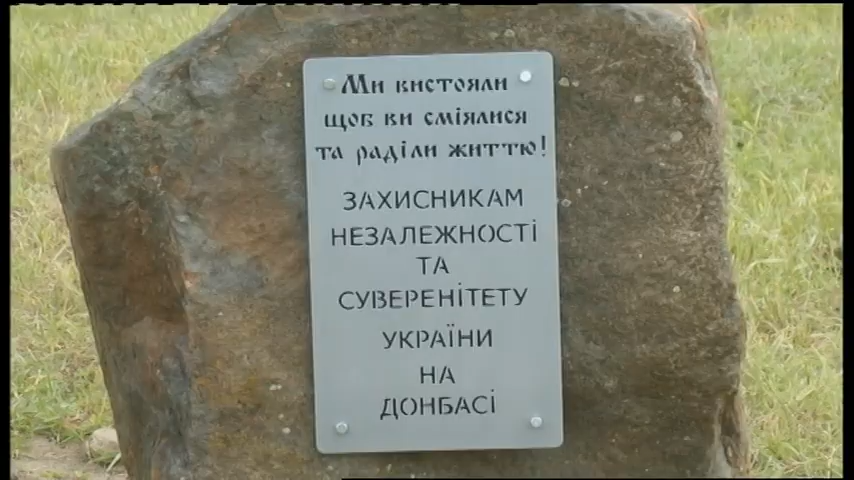 Ми вистояли
щоб ви сміялися
та раділи життю!
ЗАХИСНИКАМ
НЕЗАЛЕЖНОСТІ
ТА
СУВЕРЕНІТЕТУ
УКРАЇНИ
НА
ДОНБАСІ